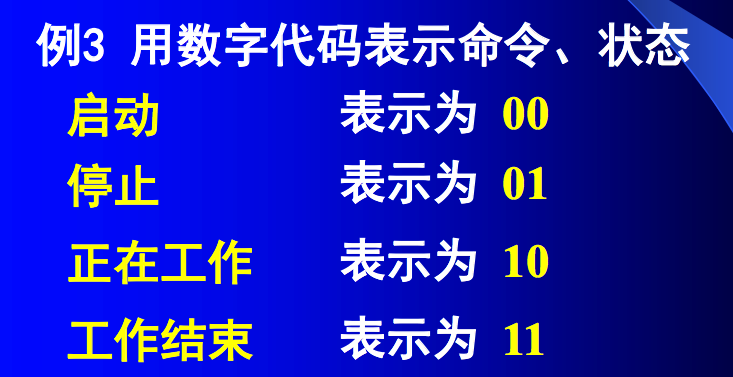 例3 用数字代码表示命令、状态
启动 表示为 00
停止 表示为 01
正在工作 表示为 10
工作结束 表示为 11